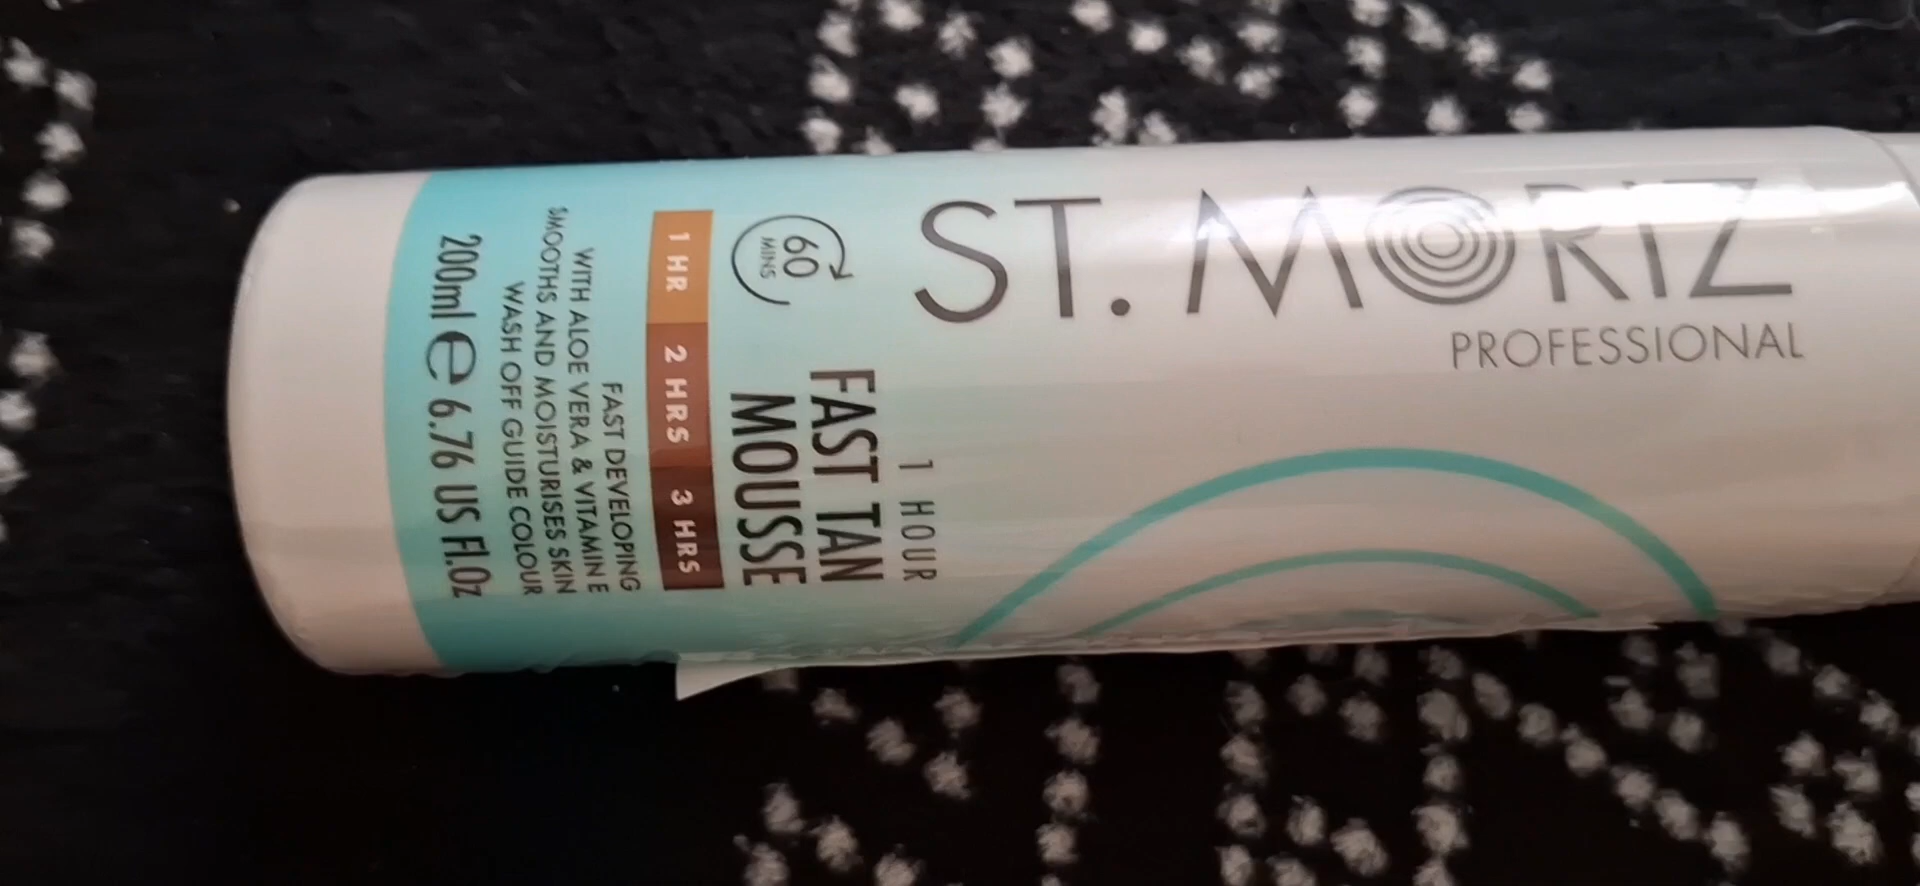 ST. MORIZ
PROFESSIONAL
1 HOUR
FAST TAN
MOUSSE
60
MINS
1 HR 2 HRS 3 HRS
FAST DEVELOPING
WITH ALOE VERA & VITAMIN E
SMOOTHS AND MOISTURISES SKIN
WASH OFF GUIDE COLOUR
200ml e 6.76 US Fl.Oz